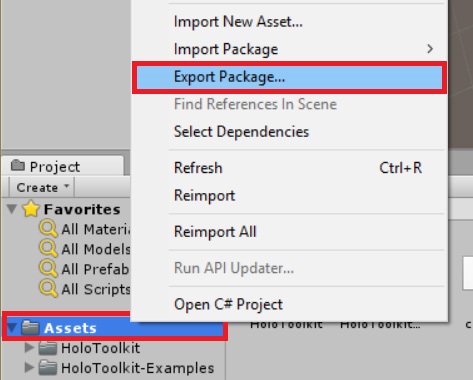 Import New Asset...
Import Package
Export Package...
Find References In Scene
Select Dependencies
Refresh Ctrl+R
Reimport
Reimport All
Run API Updater...
Open C# Project
Project
Create
Favorites
All Materia
All Models
All Prefab
All Scripts
Assets
HoloToolkit
HoloToolkit-Examples
HoloToolkit HoloToolkit...